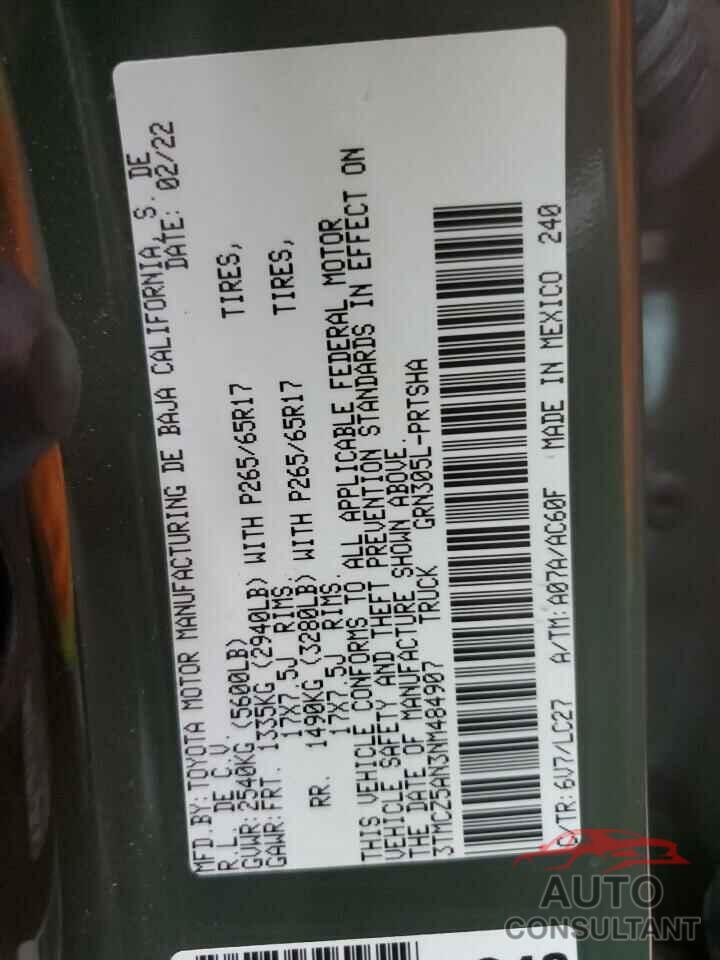 MFD.BY:TOYOTA MOTOR MANUFACTURING DE BAJA CALIFORNIA, S. DE
R.L. DE C.V. DATE: 02/22
GVWR:2540KG (5600LB)
GAWR:FRT. 1335KG (2940LB) WITH P265/65R17 TIRES,
17X7.5J RIMS.
RR. 1490KG (3280LB) WITH P265/65R17 TIRES,
17X7.5J RIMS.
THIS VEHICLE CONFORMS TO ALL APPLICABLE FEDERAL MOTOR
VEHICLE SAFETY AND THEFT PREVENTION STANDARDS IN EFFECT ON
THE DATE OF MANUFACTURE SHOWN ABOVE.
3TMCZ5AN3NM484907 TRUCK GRN305L-PRTSHA
C/TR:6V7/LC27 A/TM:A07A/AC60F MADE IN MEXICO 240
AUTO
CONSULTANT